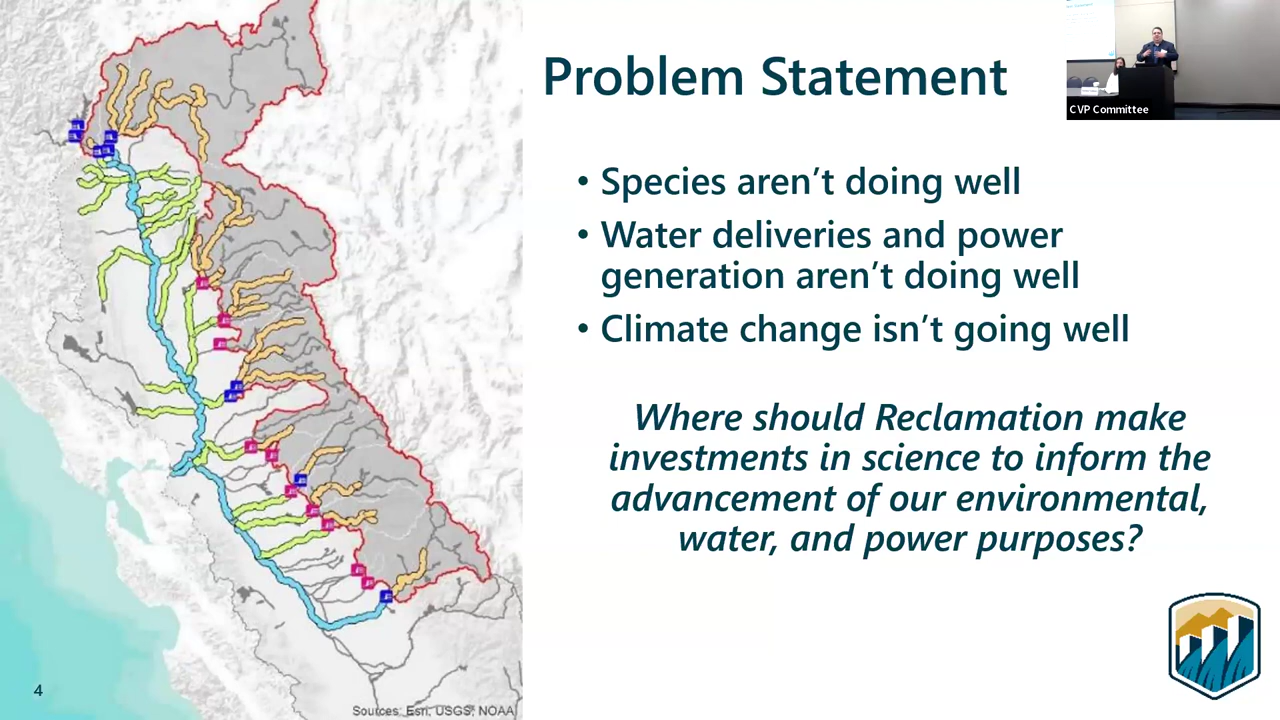 Problem Statement
CVP Committee
• Species aren’t doing well
• Water deliveries and power
generation aren’t doing well
• Climate change isn’t going well
Where should Reclamation make
investments in science to inform the
advancement of our environmental,
water, and power purposes?
4
Sources: Esri, USGS, NOAA